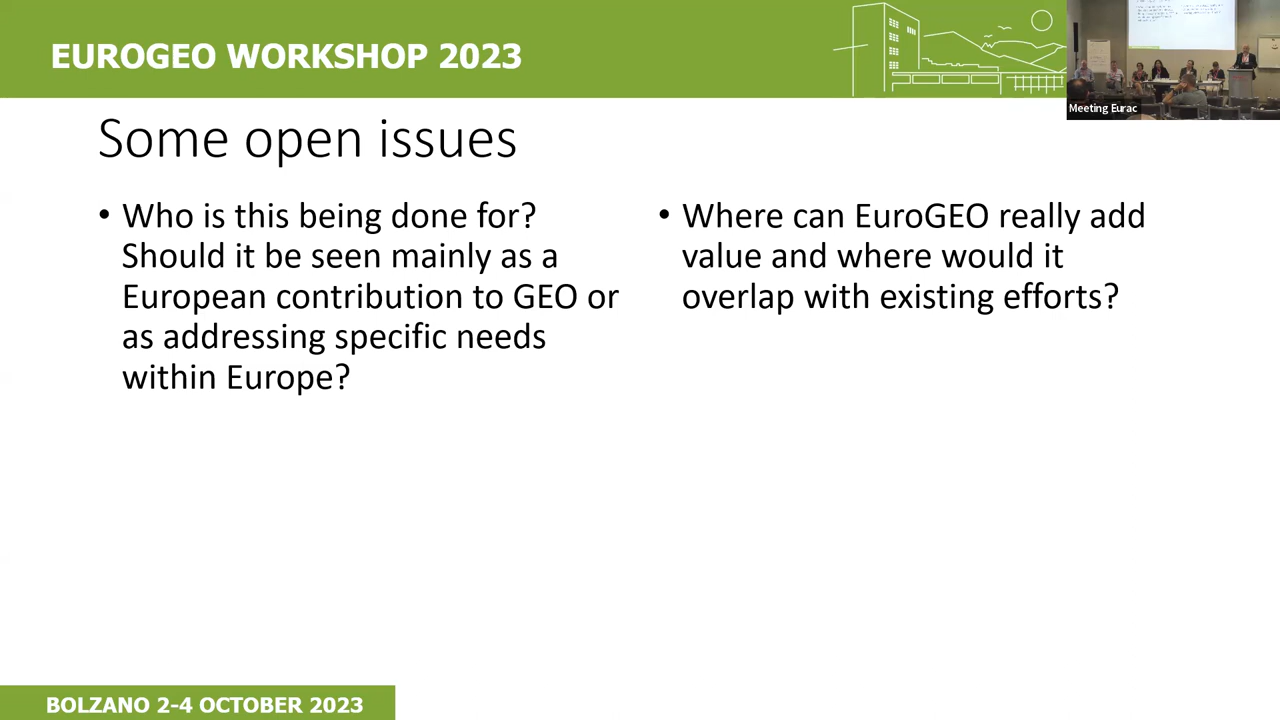 EUROGEO WORKSHOP 2023
Meeting Eurac
Some open issues
• Who is this being done for?
Should it be seen mainly as a
European contribution to GEO or
as addressing specific needs
within Europe?
• Where can EuroGEO really add
value and where would it
overlap with existing efforts?
BOLZANO 2-4 OCTOBER 2023